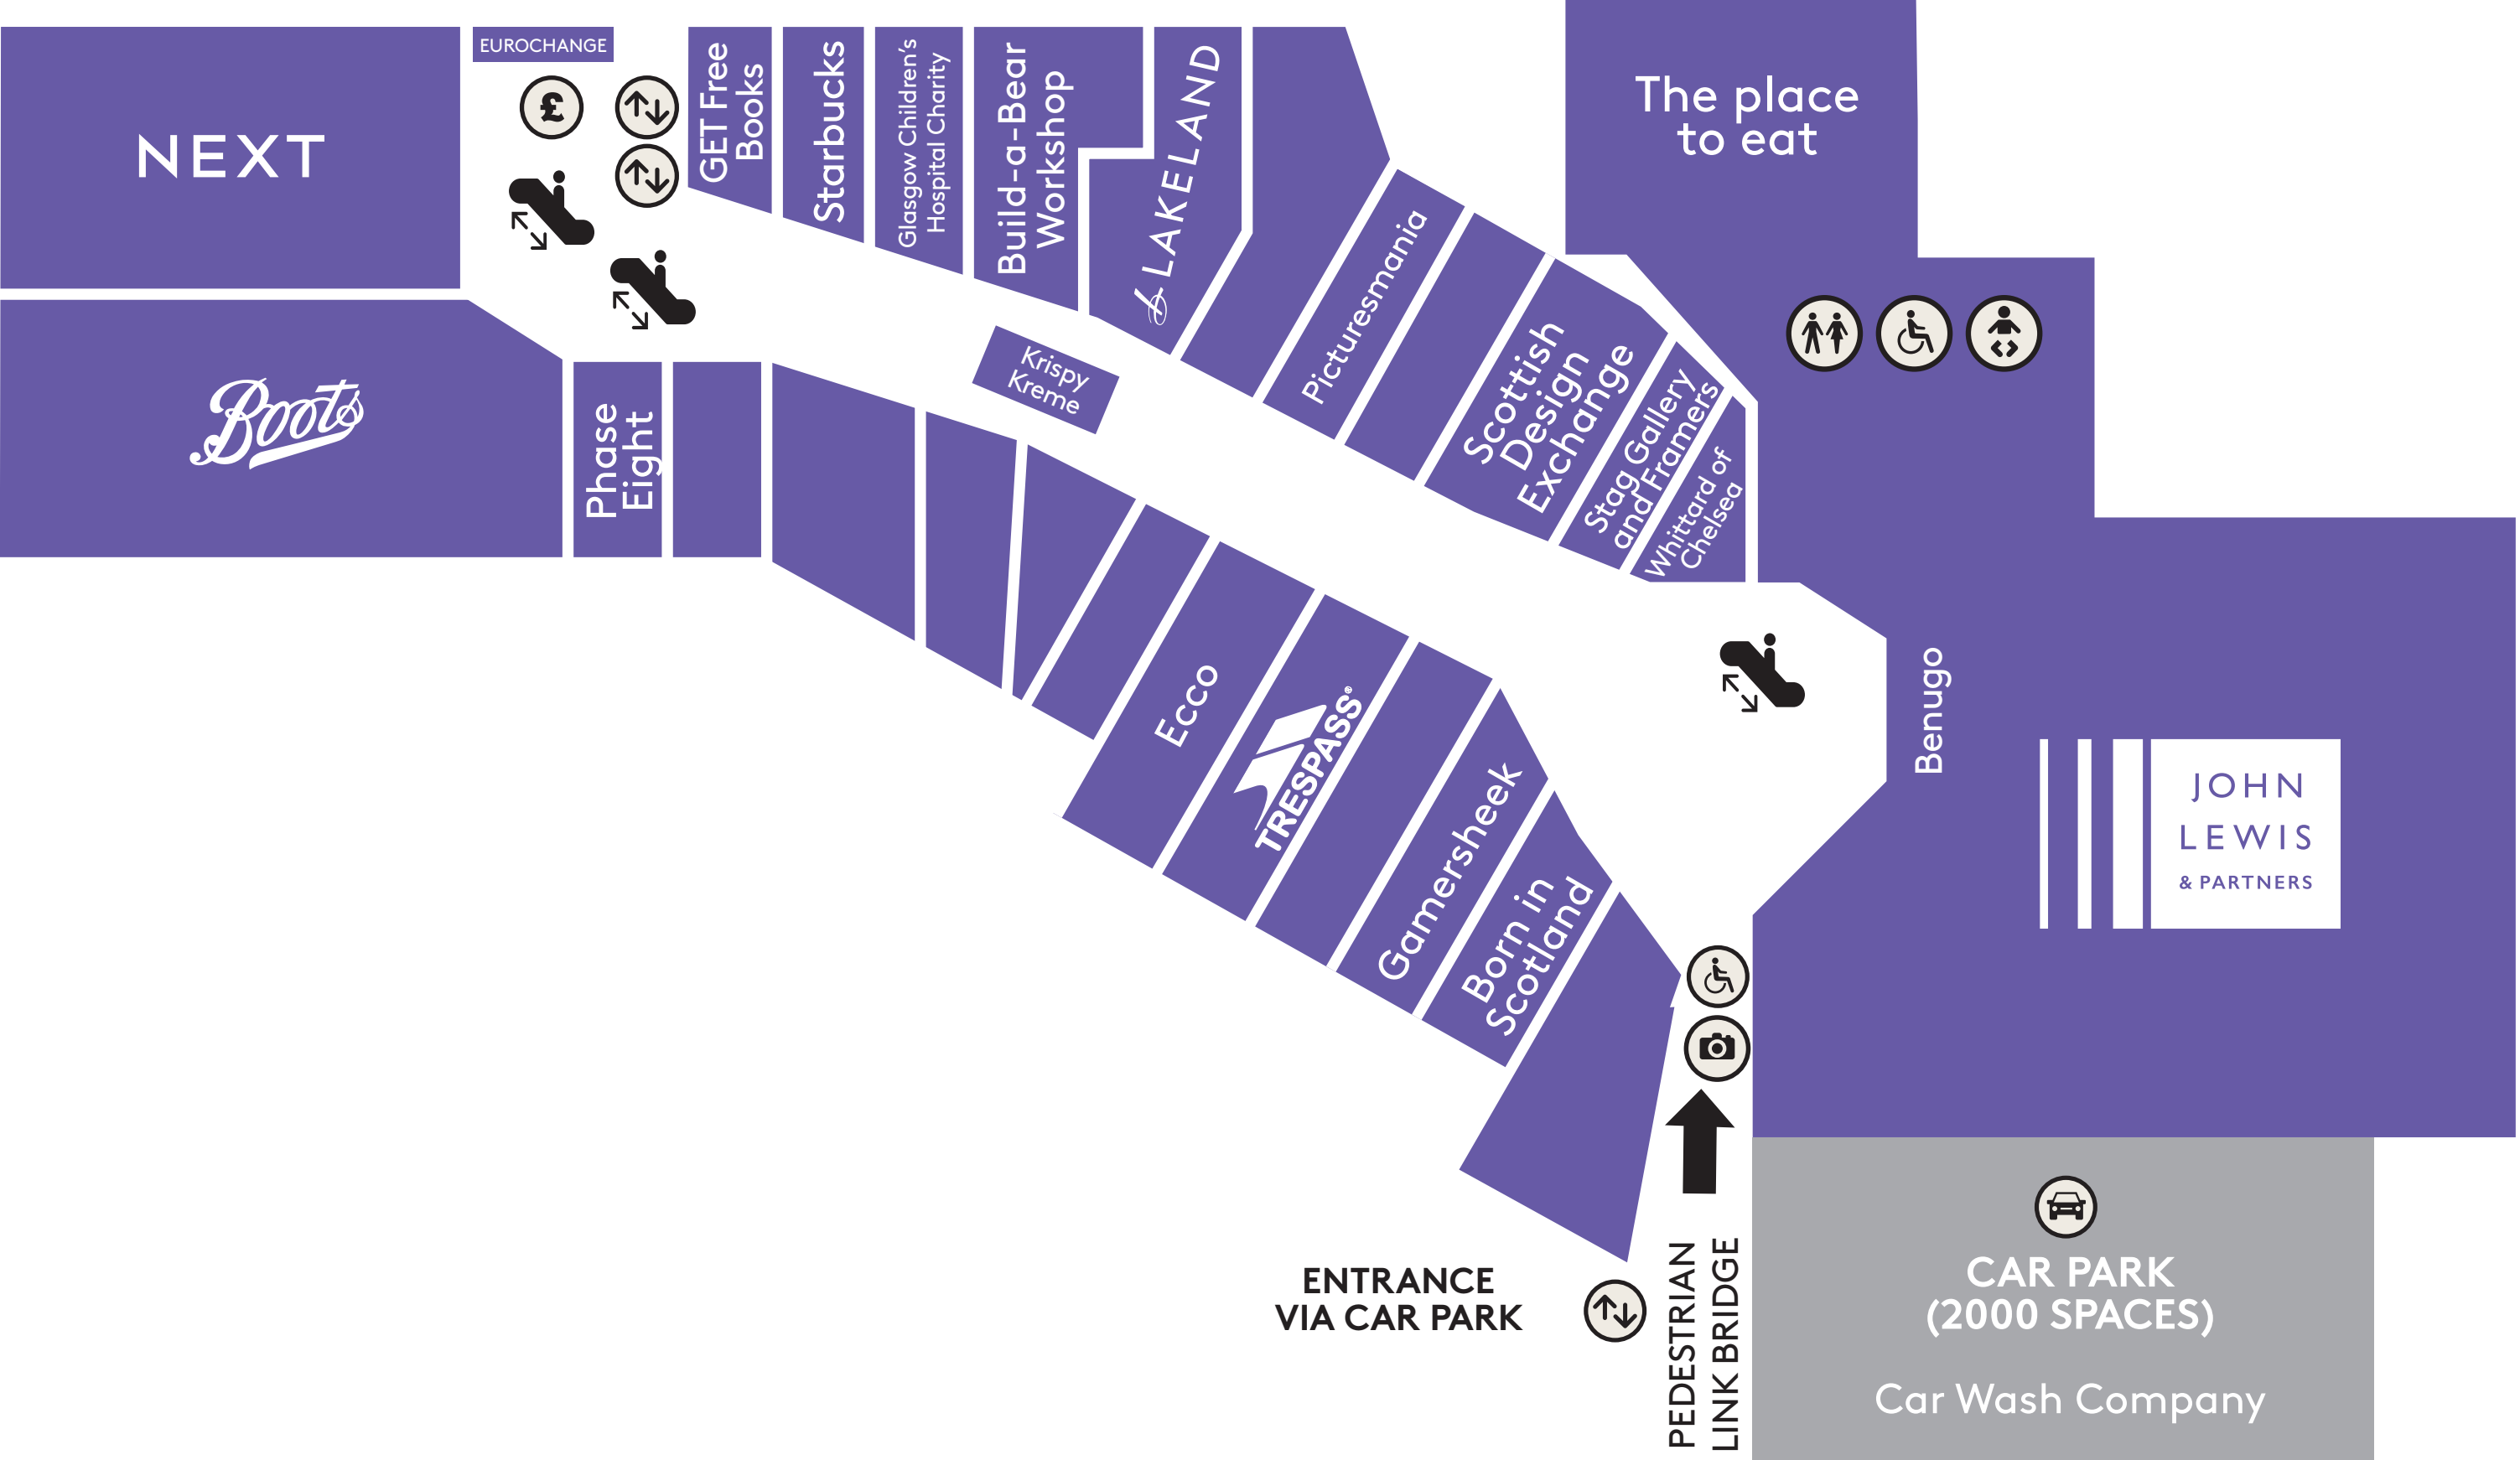 NEXT
EUROCHANGE
£
GET Free
Books
Starbucks
Glasgow Children's
Hospital Charity
Build-a-Bear
Workshop
LAKELAND
The place
to eat
Boots
Phase
Eight
Krispy
Kreme
Picturesmania
Scottish
Design
Exchange
Stag Gallery
and Framers
Whittard of
Chelsea
Ecco
TRESPASS®
Gamersheek
Born in
Scotland
Benugo
JOHN
LEWIS
& PARTNERS
ENTRANCE
VIA CAR PARK
PEDESTRIAN
LINK BRIDGE
CAR PARK
(2000 SPACES)
Car Wash Company